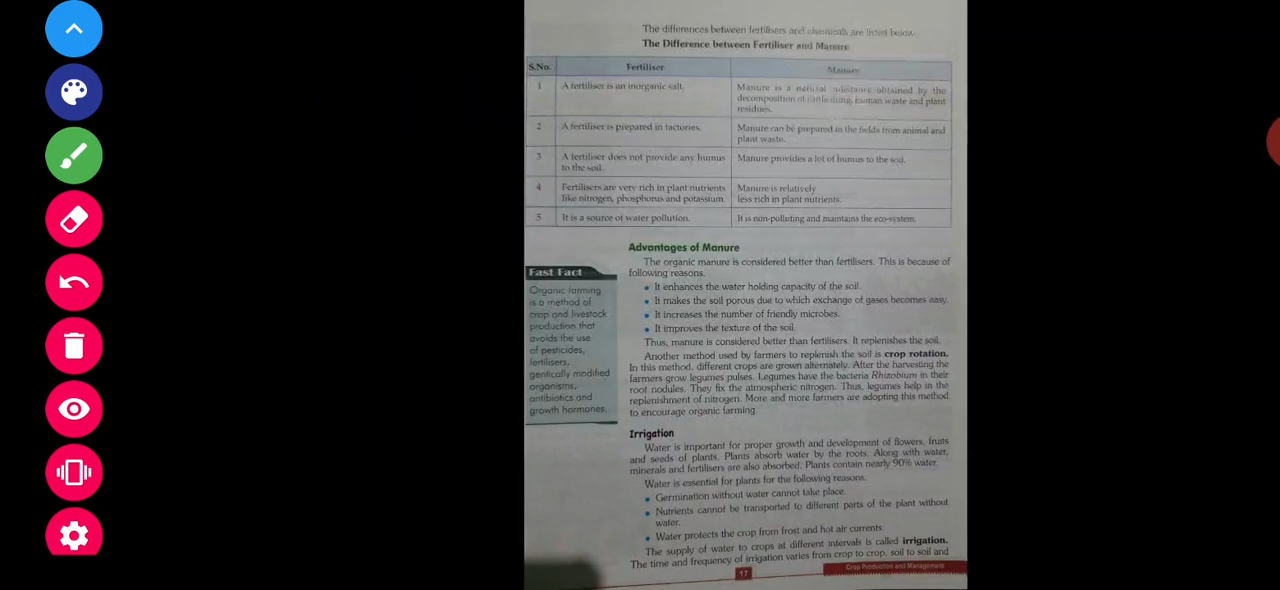 The differences between fertilisers and chemicals are listed below.
The Difference between Fertiliser and Manure
S.No. Fertiliser Manure
1 A fertiliser is an inorganic salt. Manure is a natural substance obtained by the
decomposition of cattle dung, human waste and plant
residues.
2 A fertiliser is prepared in factories. Manure can be prepared in the fields from animal and
plant waste.
3 A fertiliser does not provide any humus Manure provides a lot of humus to the soil.
to the soil.
4 Fertilisers are very rich in plant nutrients Manure is relatively
like nitrogen, phosphorus and potassium. less rich in plant nutrients.
5 It is a source of water pollution. It is non-polluting and maintains the eco-system.
Advantages of Manure
The organic manure is considered better than fertilisers. This is because of
following reasons.
• It enhances the water holding capacity of the soil.
• It makes the soil porous due to which exchange of gases becomes easy.
• It increases the number of friendly microbes.
• It improves the texture of the soil.
Thus, manure is considered better than fertilisers. It replenishes the soil.
Another method used by farmers to replenish the soil is crop rotation.
In this method, different crops are grown alternately. After the harvesting the
farmers grow legumes pulses. Legumes have the bacteria Rhizobium in their
root nodules. They fix the atmospheric nitrogen. Thus, legumes help in the
replenishment of nitrogen. More and more farmers are adopting this method
to encourage organic farming.
Fast Fact
Organic farming
is a method of
crop and livestock
production that
avoids the use
of pesticides,
fertilisers,
gentically modified
organisms,
antibiotics and
growth hormones.
Irrigation
Water is important for proper growth and development of flowers, fruits
and seeds of plants. Plants absorb water by the roots. Along with water,
minerals and fertilisers are also absorbed. Plants contain nearly 90% water.
Water is essential for plants for the following reasons.
• Germination without water cannot take place.
• Nutrients cannot be transported to different parts of the plant without
water.
• Water protects the crop from frost and hot air currents.
The supply of water to crops at different intervals is called irrigation.
The time and frequency of irrigation varies from crop to crop, soil to soil and
17
Crop Production and Management